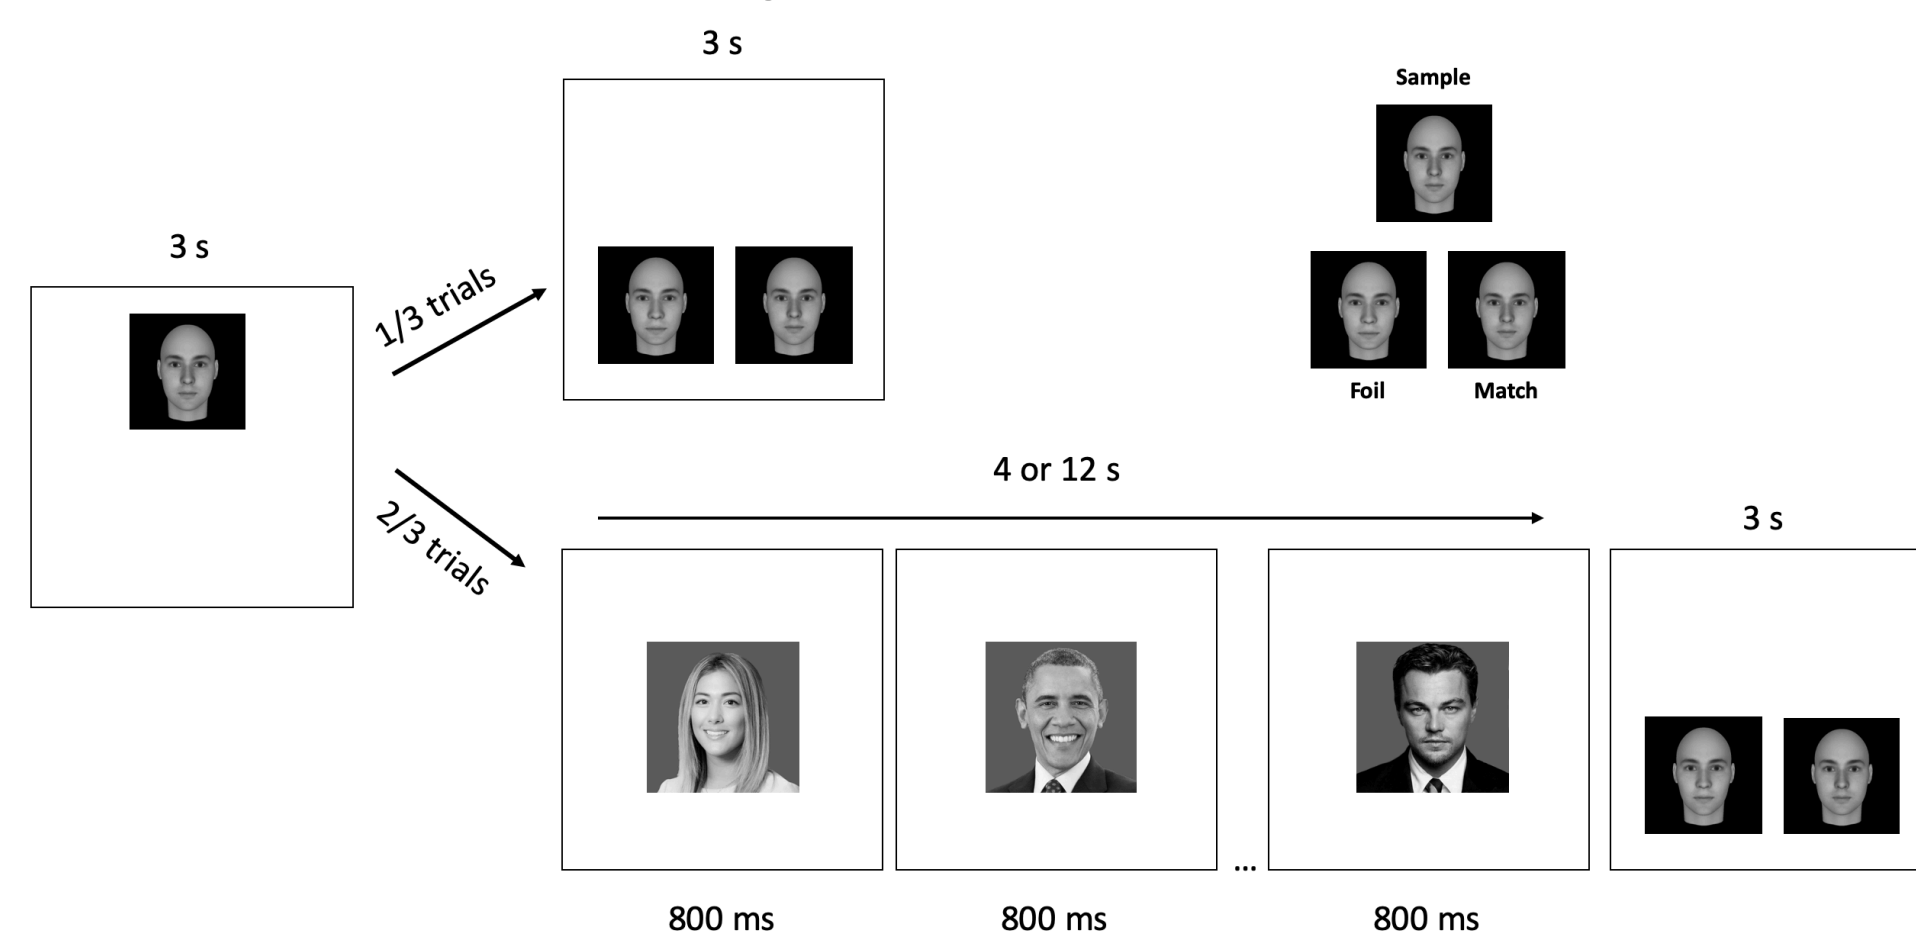 3 s
3 s
1/3 trials
2/3 trials
Sample
Foil
Match
4 or 12 s
3 s
...
800 ms
800 ms
800 ms